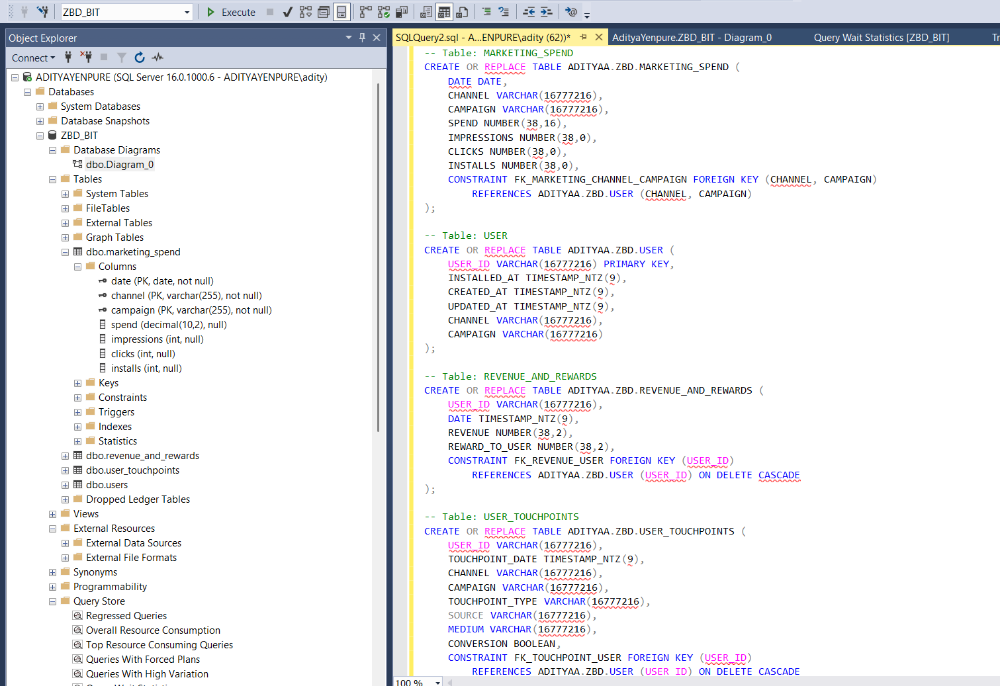 ZBD_BIT
Execute
Object Explorer
Connect
ADITYAYENPURE (SQL Server 16.0.1000.6 - ADITYAYENPURE\adity)
Databases
System Databases
Database Snapshots
ZBD_BIT
Database Diagrams
dbo.Diagram_0
Tables
System Tables
FileTables
External Tables
Graph Tables
dbo.marketing_spend
Columns
date (PK, date, not null)
channel (PK, varchar(255), not null)
campaign (PK, varchar(255), not null)
spend (decimal(10,2), null)
impressions (int, null)
clicks (int, null)
installs (int, null)
Keys
Constraints
Triggers
Indexes
Statistics
dbo.revenue_and_rewards
dbo.user_touchpoints
dbo.users
Dropped Ledger Tables
Views
External Resources
External Data Sources
External File Formats
Synonyms
Programmability
Query Store
Regressed Queries
Overall Resource Consumption
Top Resource Consuming Queries
Queries With Forced Plans
Queries With High Variation
SQLQuery2.sql - A...ENPURE\adity (62))*
AdityaYenpure.ZBD_BIT - Diagram_0
Query Wait Statistics [ZBD_BIT]
Tr
-- Table: MARKETING_SPEND
CREATE OR REPLACE TABLE ADITYAA.ZBD.MARKETING_SPEND (
DATE DATE,
CHANNEL VARCHAR(16777216),
CAMPAIGN VARCHAR(16777216),
SPEND NUMBER(38,16),
IMPRESSIONS NUMBER(38,0),
CLICKS NUMBER(38,0),
INSTALLS NUMBER(38,0),
CONSTRAINT FK_MARKETING_CHANNEL_CAMPAIGN FOREIGN KEY (CHANNEL, CAMPAIGN)
REFERENCES ADITYAA.ZBD.USER (CHANNEL, CAMPAIGN)
);
-- Table: USER
CREATE OR REPLACE TABLE ADITYAA.ZBD.USER (
USER_ID VARCHAR(16777216) PRIMARY KEY,
INSTALLED_AT TIMESTAMP_NTZ(9),
CREATED_AT TIMESTAMP_NTZ(9),
UPDATED_AT TIMESTAMP_NTZ(9),
CHANNEL VARCHAR(16777216),
CAMPAIGN VARCHAR(16777216)
);
-- Table: REVENUE_AND_REWARDS
CREATE OR REPLACE TABLE ADITYAA.ZBD.REVENUE_AND_REWARDS (
USER_ID VARCHAR(16777216),
DATE TIMESTAMP_NTZ(9),
REVENUE NUMBER(38,2),
REWARD_TO_USER NUMBER(38,2),
CONSTRAINT FK_REVENUE_USER FOREIGN KEY (USER_ID)
REFERENCES ADITYAA.ZBD.USER (USER_ID) ON DELETE CASCADE
);
-- Table: USER_TOUCHPOINTS
CREATE OR REPLACE TABLE ADITYAA.ZBD.USER_TOUCHPOINTS (
USER_ID VARCHAR(16777216),
TOUCHPOINT_DATE TIMESTAMP_NTZ(9),
CHANNEL VARCHAR(16777216),
CAMPAIGN VARCHAR(16777216),
TOUCHPOINT_TYPE VARCHAR(16777216),
SOURCE VARCHAR(16777216),
MEDIUM VARCHAR(16777216),
CONVERSION BOOLEAN,
CONSTRAINT FK_TOUCHPOINT_USER FOREIGN KEY (USER_ID)
REFERENCES ADITYAA.ZBD.USER (USER_ID) ON DELETE CASCADE
100 %